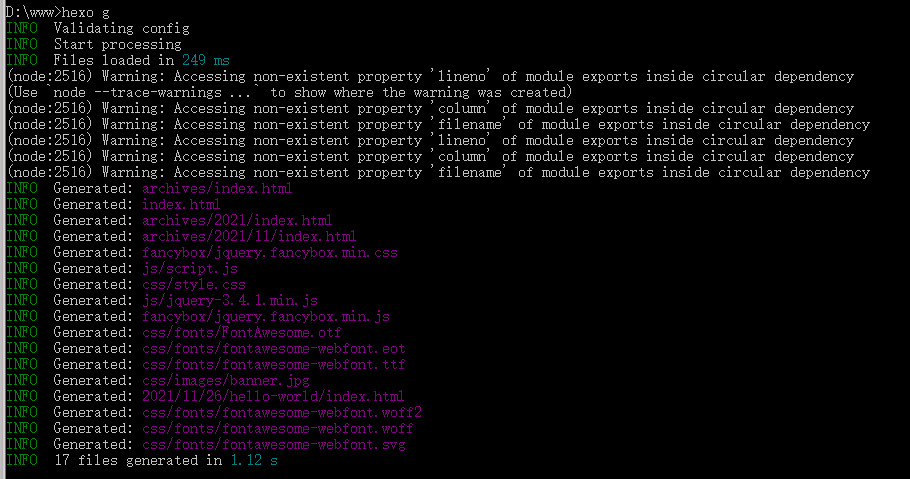 D:\www>hexo g
INFO  Validating config
INFO  Start processing
INFO  Files loaded in 249 ms
(node:2516) Warning: Accessing non-existent property 'lineno' of module exports inside circular dependency
(Use `node --trace-warnings ...` to show where the warning was created)
(node:2516) Warning: Accessing non-existent property 'column' of module exports inside circular dependency
(node:2516) Warning: Accessing non-existent property 'filename' of module exports inside circular dependency
(node:2516) Warning: Accessing non-existent property 'lineno' of module exports inside circular dependency
(node:2516) Warning: Accessing non-existent property 'column' of module exports inside circular dependency
(node:2516) Warning: Accessing non-existent property 'filename' of module exports inside circular dependency
INFO  Generated: archives/index.html
INFO  Generated: index.html
INFO  Generated: archives/2021/index.html
INFO  Generated: archives/2021/11/index.html
INFO  Generated: fancybox/jquery.fancybox.min.css
INFO  Generated: js/script.js
INFO  Generated: css/style.css
INFO  Generated: js/jquery-3.4.1.min.js
INFO  Generated: fancybox/jquery.fancybox.min.js
INFO  Generated: css/fonts/FontAwesome.otf
INFO  Generated: css/fonts/fontawesome-webfont.eot
INFO  Generated: css/fonts/fontawesome-webfont.ttf
INFO  Generated: css/images/banner.jpg
INFO  Generated: 2021/11/26/hello-world/index.html
INFO  Generated: css/fonts/fontawesome-webfont.woff2
INFO  Generated: css/fonts/fontawesome-webfont.woff
INFO  Generated: css/fonts/fontawesome-webfont.svg
INFO  17 files generated in 1.12 s